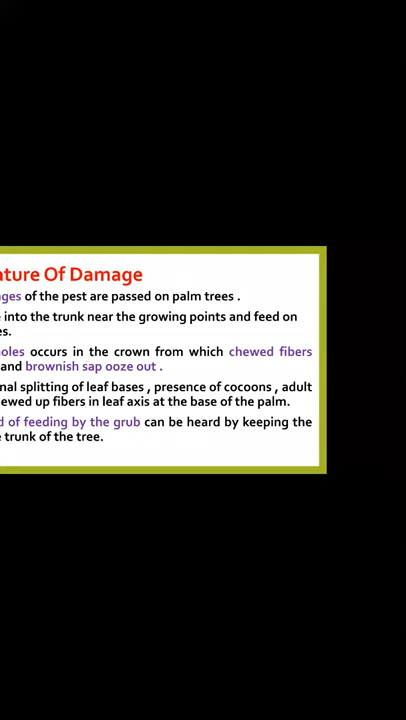 ature Of Damage
ages of the pest are passed on palm trees .
into the trunk near the growing points and feed on
es.
holes occurs in the crown from which chewed fibers
and brownish sap ooze out .
nal splitting of leaf bases , presence of cocoons , adult
ewed up fibers in leaf axis at the base of the palm.
d of feeding by the grub can be heard by keeping the
e trunk of the tree.